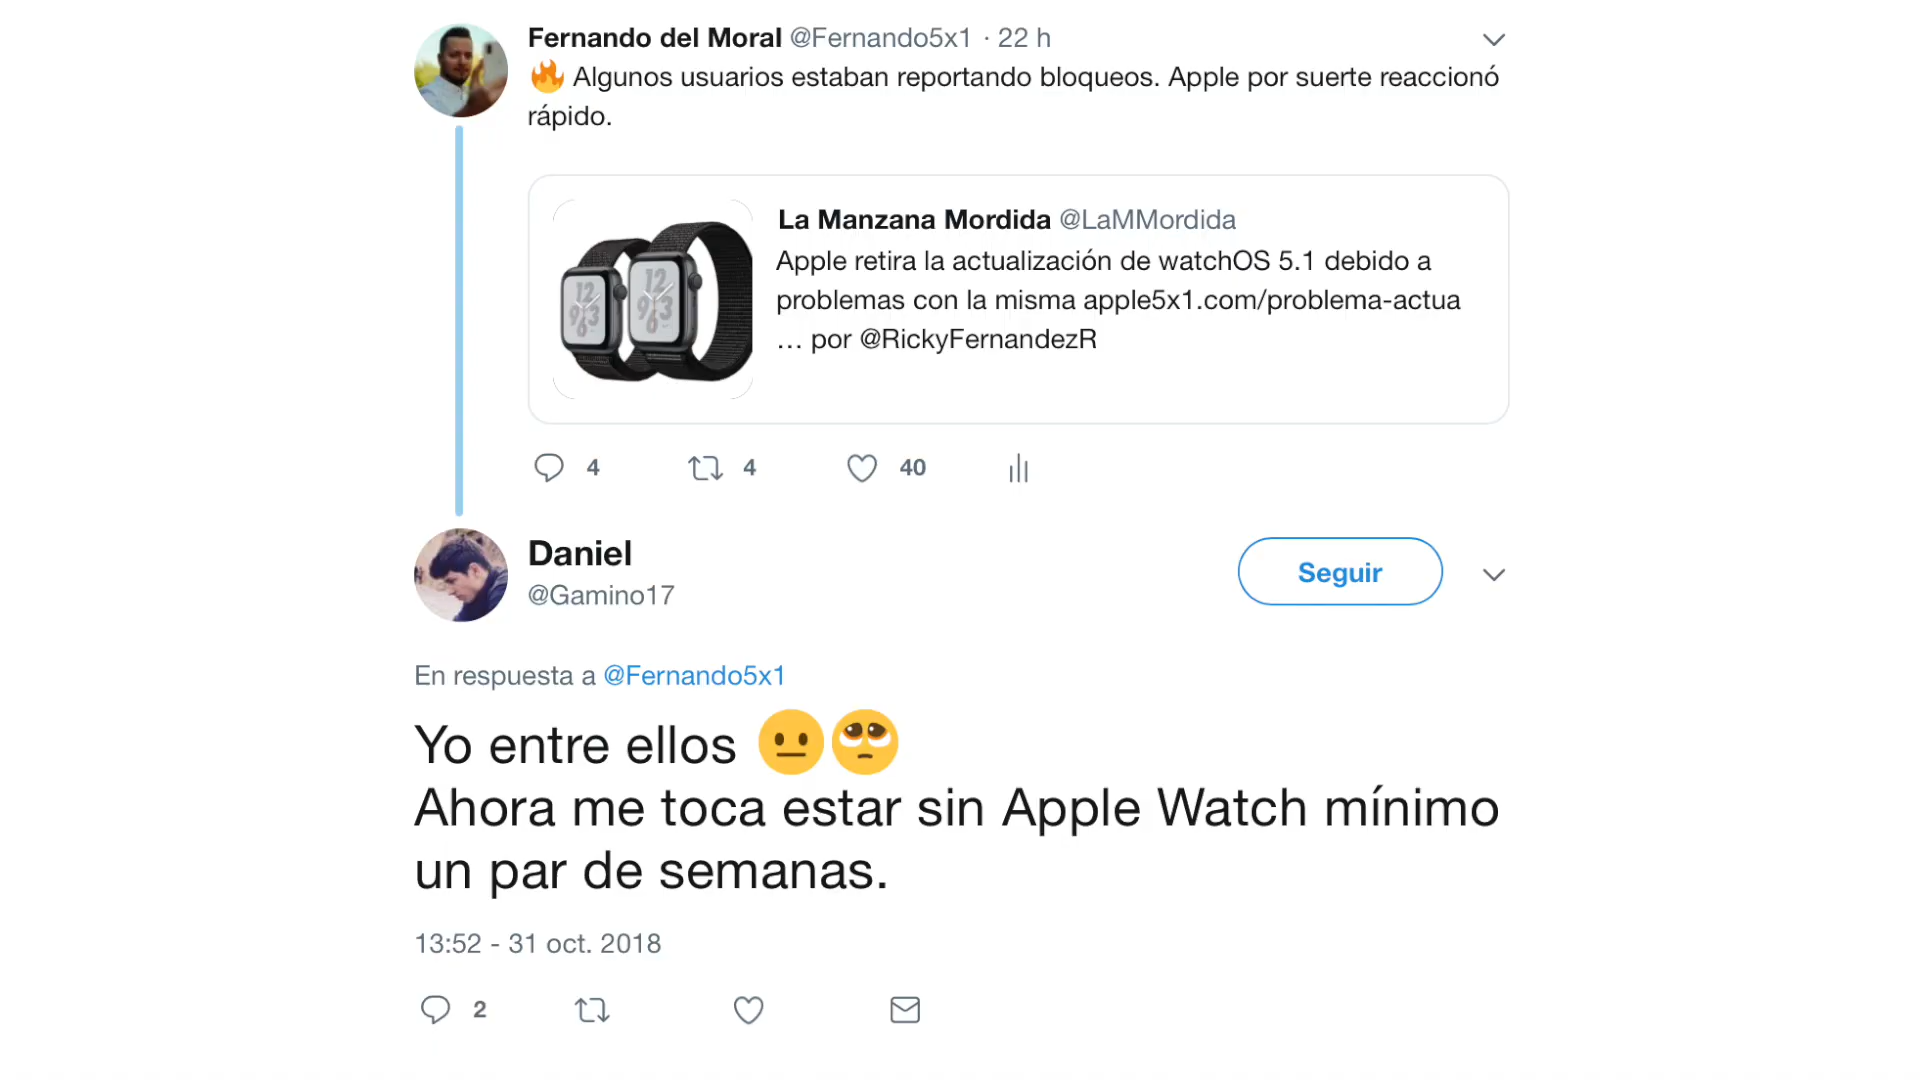 Fernando del Moral @Fernando5x1 · 22 h
🔥 Algunos usuarios estaban reportando bloqueos. Apple por suerte reaccionó
rápido.
La Manzana Mordida @LaMMordida
Apple retira la actualización de watchOS 5.1 debido a
problemas con la misma apple5x1.com/problema-actua
… por @RickyFernandezR
4 4 40
Daniel
@Gamino17
Seguir
En respuesta a @Fernando5x1
Yo entre ellos 😐🥺
Ahora me toca estar sin Apple Watch mínimo
un par de semanas.
13:52 - 31 oct. 2018
2